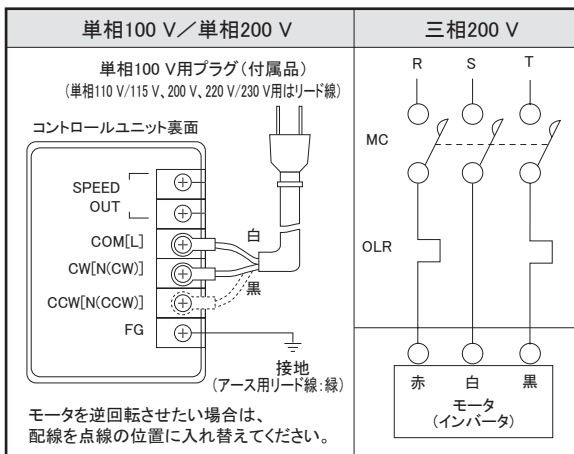 単相100 V／単相200 V
単相100 V用プラグ（付属品）
（単相110 V/115 V、200 V、220 V/230 V用はリード線）
コントロールユニット裏面
SPEED
OUT
COM[L]
CW[N(CW)]
CCW[N(CCW)]
FG
白
黒
接地
（アース用リード線：緑）
モータを逆回転させたい場合は、
配線を点線の位置に入れ替えてください。
三相200 V
R S T
MC
OLR
赤 白 黒
モータ
（インバータ）